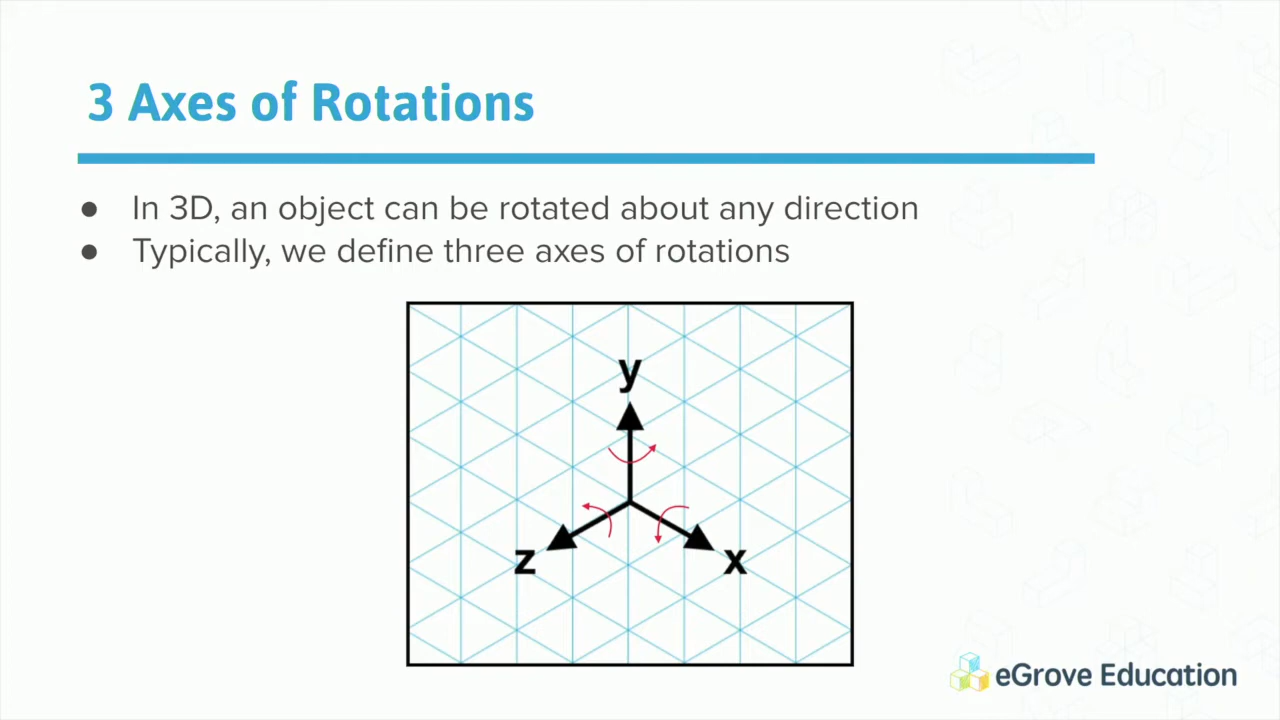 3 Axes of Rotations
● In 3D, an object can be rotated about any direction
● Typically, we define three axes of rotations
y
z
x
eGrove Education